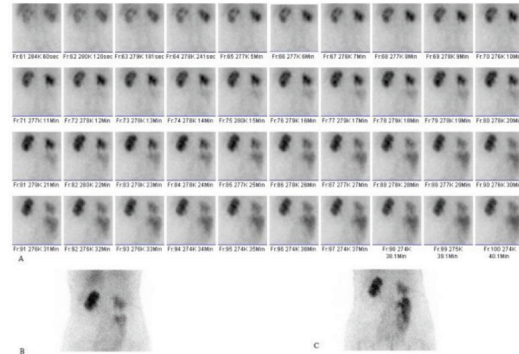 Fr:61 284K 60sec Fr:62 280K 120sec Fr:63 279K 181sec Fr:64 278K 241sec Fr:65 277K 5Min Fr:66 277K 6Min Fr:67 278K 7Min Fr:68 277K 8Min Fr:69 278K 9Min Fr:70 276K 10Min
Fr:71 277K 11Min Fr:72 278K 12Min Fr:73 278K 13Min Fr:74 278K 14Min Fr:75 280K 15Min Fr:76 278K 16Min Fr:77 279K 17Min Fr:78 279K 18Min Fr:79 278K 19Min Fr:80 278K 20Min
Fr:81 279K 21Min Fr:82 280K 22Min Fr:83 278K 23Min Fr:84 278K 24Min Fr:85 277K 25Min Fr:86 278K 26Min Fr:87 277K 27Min Fr:88 278K 28Min Fr:89 277K 29Min Fr:90 276K 30Min
Fr:91 276K 31Min Fr:92 276K 32Min Fr:93 276K 33Min Fr:94 274K 34Min Fr:95 274K 35Min Fr:96 274K 36Min Fr:97 274K 37Min Fr:98 274K Fr:99 275K Fr:100 274K
38.1Min 39.1Min 40.1Min
A
B C